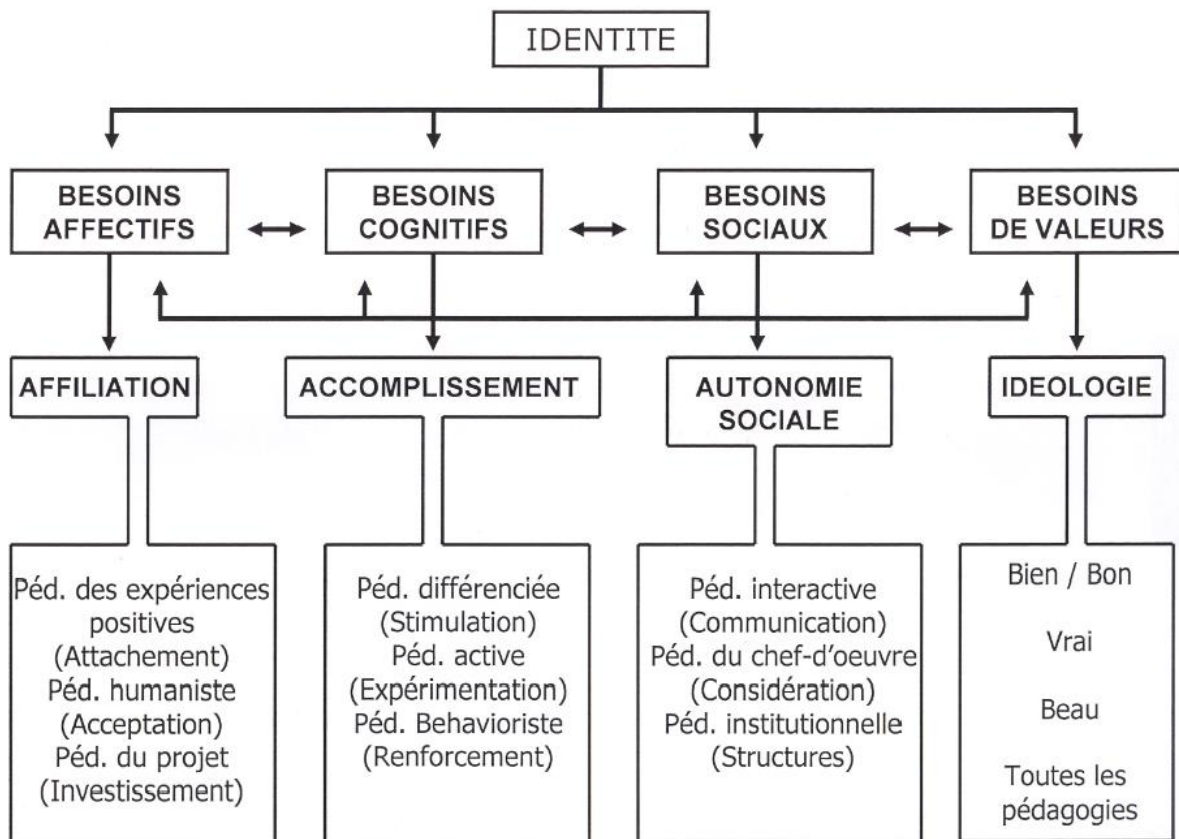 IDENTITE
BESOINS
AFFECTIFS
BESOINS
COGNITIFS
BESOINS
SOCIAUX
BESOINS
DE VALEURS
AFFILIATION
ACCOMPLISSEMENT
AUTONOMIE
SOCIALE
IDEOLOGIE
Péd. des expériences
positives
(Attachement)
Péd. humaniste
(Acceptation)
Péd. du projet
(Investissement)
Péd. différenciée
(Stimulation)
Péd. active
(Expérimentation)
Péd. Behavioriste
(Renforcement)
Péd. interactive
(Communication)
Péd. du chef-d'oeuvre
(Considération)
Péd. institutionnelle
(Structures)
Bien / Bon
Vrai
Beau
Toutes les
pédagogies